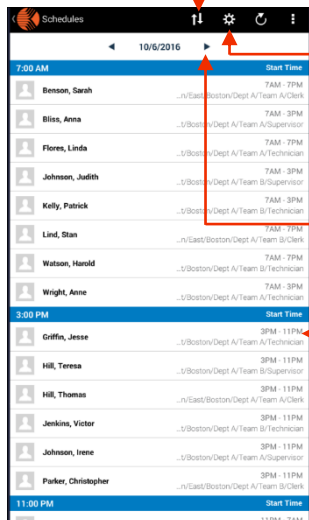 Schedules
10/6/2016
7:00 AM Start Time
7AM - 7PM
Benson, Sarah
...n/East/Boston/Dept A/Team A/Clerk
7AM - 3PM
Bliss, Anna
...t/Boston/Dept A/Team A/Supervisor
7AM - 7PM
Flores, Linda
...t/Boston/Dept A/Team A/Technician
7AM - 3PM
Johnson, Judith
...t/Boston/Dept A/Team B/Supervisor
7AM - 3PM
Kelly, Patrick
...t/Boston/Dept A/Team B/Technician
7AM - 7PM
Lind, Stan
...n/East/Boston/Dept A/Team B/Clerk
7AM - 7PM
Watson, Harold
...t/Boston/Dept A/Team B/Technician
7AM - 3PM
Wright, Anne
...t/Boston/Dept A/Team A/Technician
3:00 PM Start Time
3PM - 11PM
Griffin, Jesse
...t/Boston/Dept A/Team A/Technician
3PM - 11PM
Hill, Teresa
...t/Boston/Dept A/Team B/Supervisor
3PM - 11PM
Hill, Thomas
...n/East/Boston/Dept A/Team A/Clerk
3PM - 11PM
Jenkins, Victor
...t/Boston/Dept A/Team B/Technician
3PM - 11PM
Johnson, Irene
...t/Boston/Dept A/Team A/Supervisor
3PM - 11PM
Parker, Christopher
...n/East/Boston/Dept A/Team B/Clerk
11:00 PM Start Time
11PM - 7AM